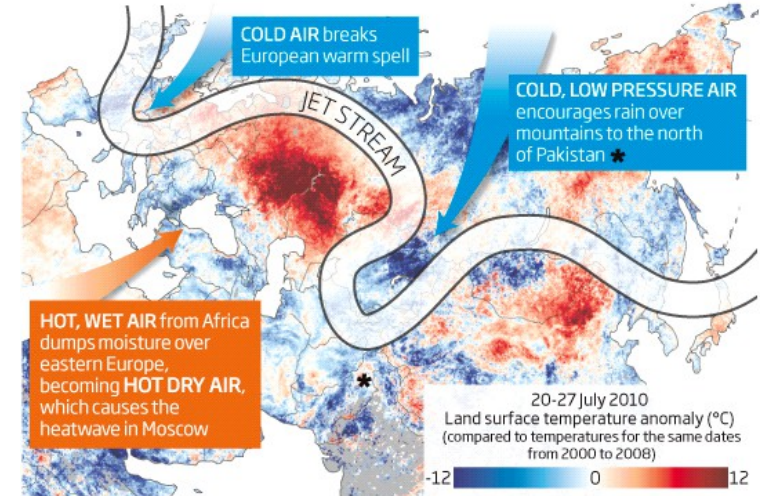 COLD AIR breaks
European warm spell
JET STREAM
COLD, LOW PRESSURE AIR
encourages rain over
mountains to the north
of Pakistan *
HOT, WET AIR from Africa
dumps moisture over
eastern Europe,
becoming HOT DRY AIR,
which causes the
heatwave in Moscow
*
20-27 July 2010
Land surface temperature anomaly (°C)
(compared to temperatures for the same dates
from 2000 to 2008)
-12 0 12